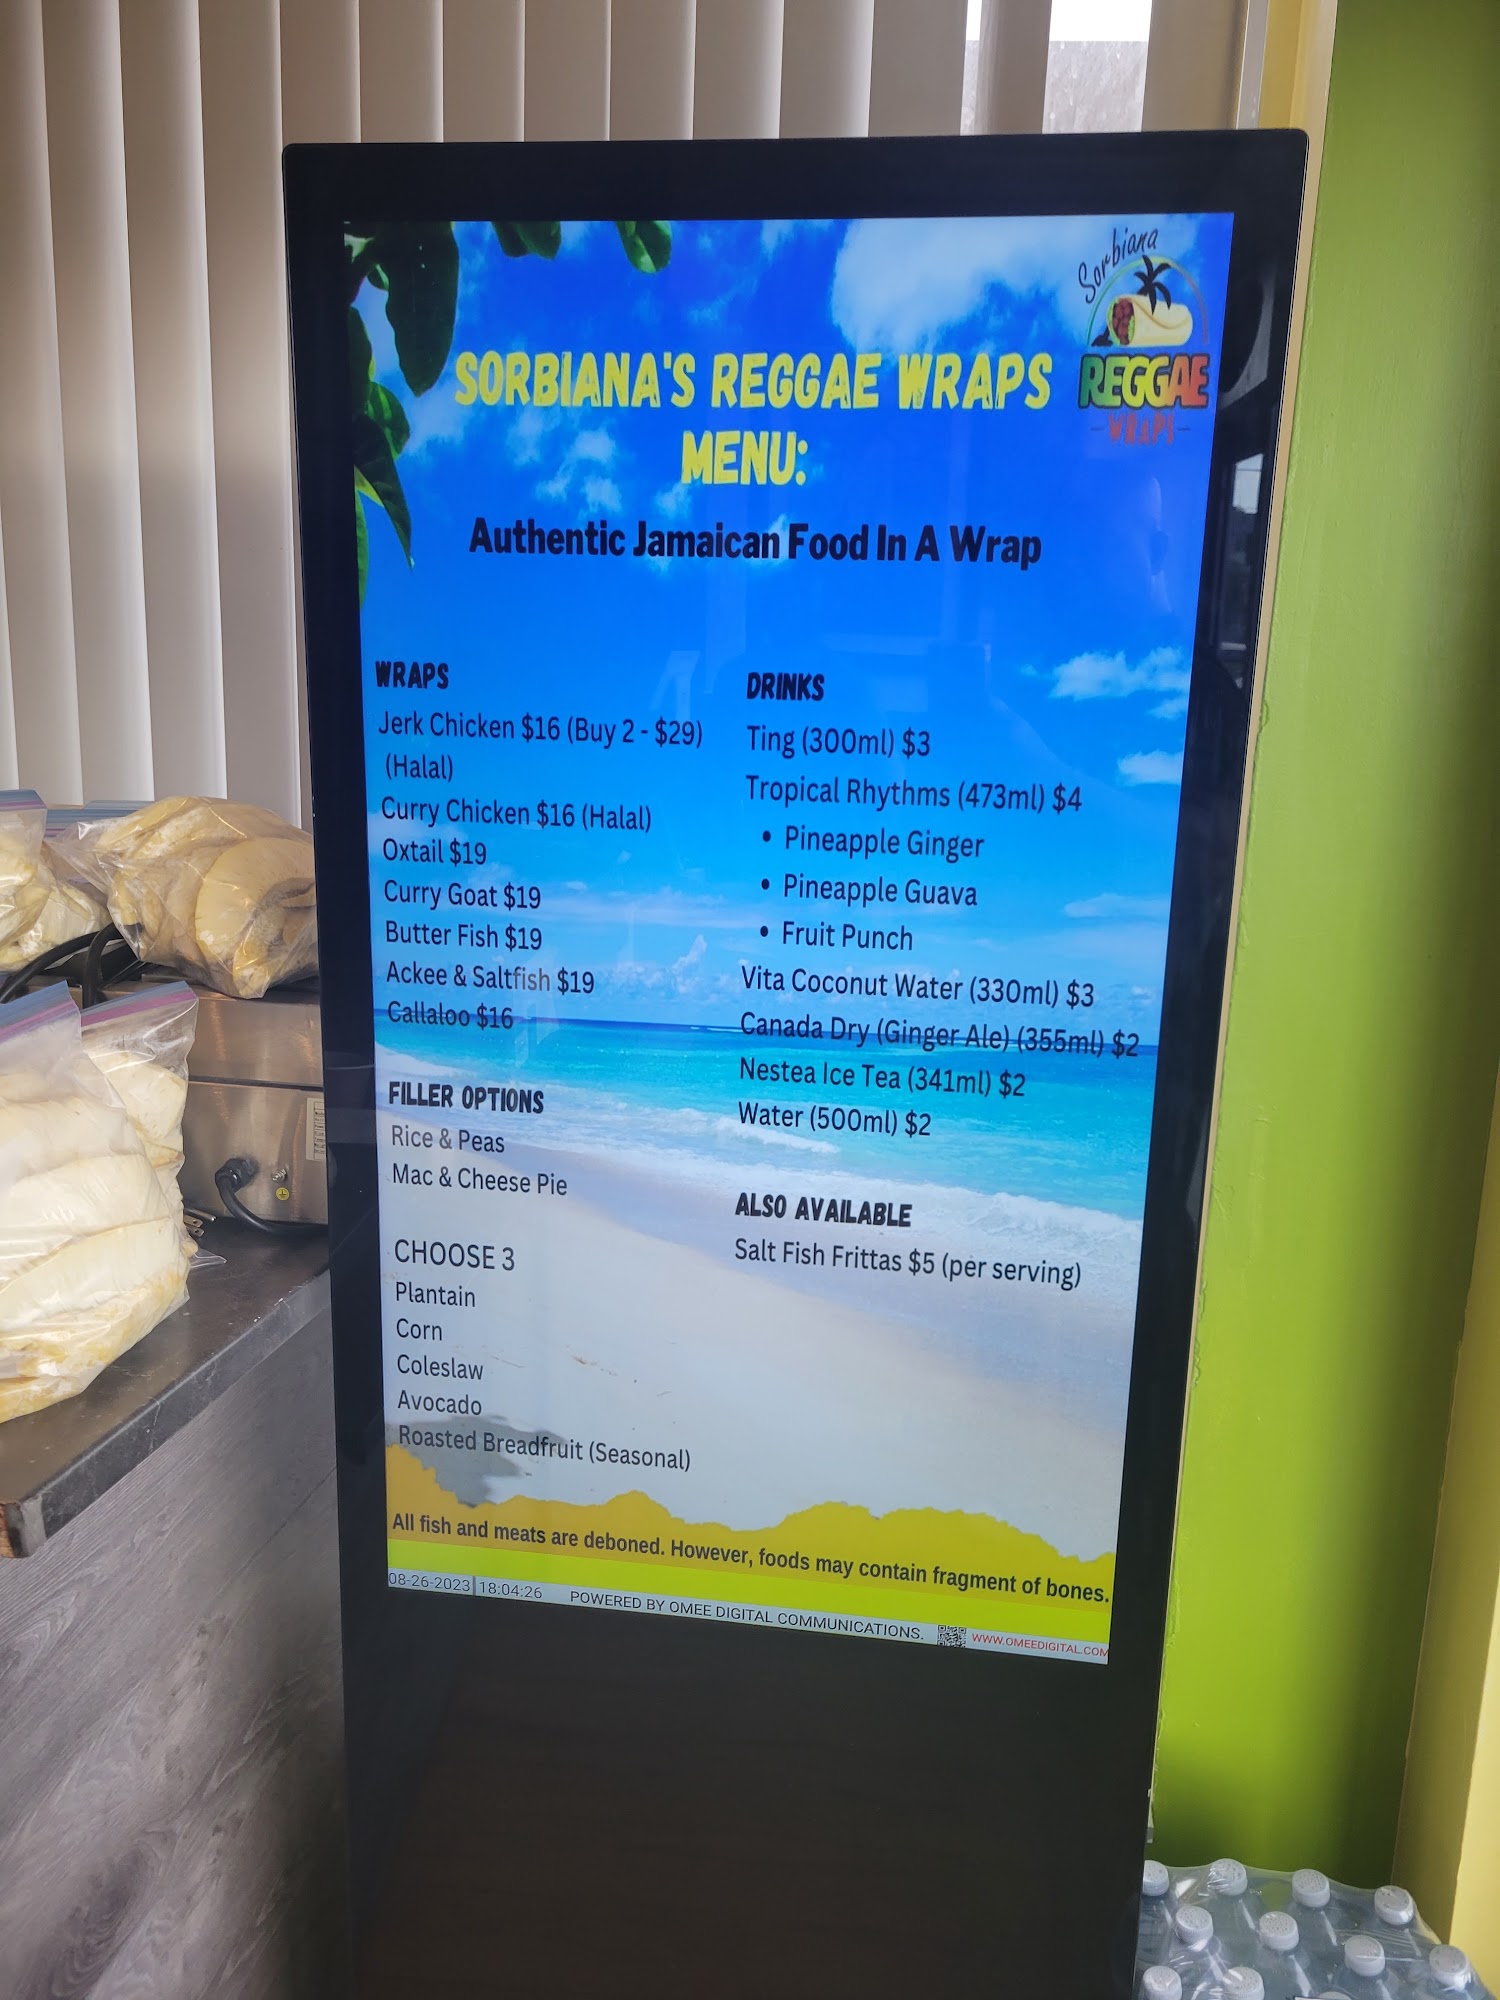 Sorbiana
REGGAE
WRAPS
SORBIANA'S REGGAE WRAPS
MENU:
Authentic Jamaican Food In A Wrap
WRAPS
Jerk Chicken $16 (Buy 2 - $29)
(Halal)
Curry Chicken $16 (Halal)
Oxtail $19
Curry Goat $19
Butter Fish $19
Ackee & Saltfish $19
Callaloo $16
FILLER OPTIONS
Rice & Peas
Mac & Cheese Pie
CHOOSE 3
Plantain
Corn
Coleslaw
Avocado
Roasted Breadfruit (Seasonal)
DRINKS
Ting (300ml) $3
Tropical Rhythms (473ml) $4
• Pineapple Ginger
• Pineapple Guava
• Fruit Punch
Vita Coconut Water (330ml) $3
Canada Dry (Ginger Ale) (355ml) $2
Nestea Ice Tea (341ml) $2
Water (500ml) $2
ALSO AVAILABLE
Salt Fish Frittas $5 (per serving)
All fish and meats are deboned. However, foods may contain fragment of bones.
08-26-2023 18:04:26 POWERED BY OMEE DIGITAL COMMUNICATIONS. WWW.OMEEDIGITAL.COM